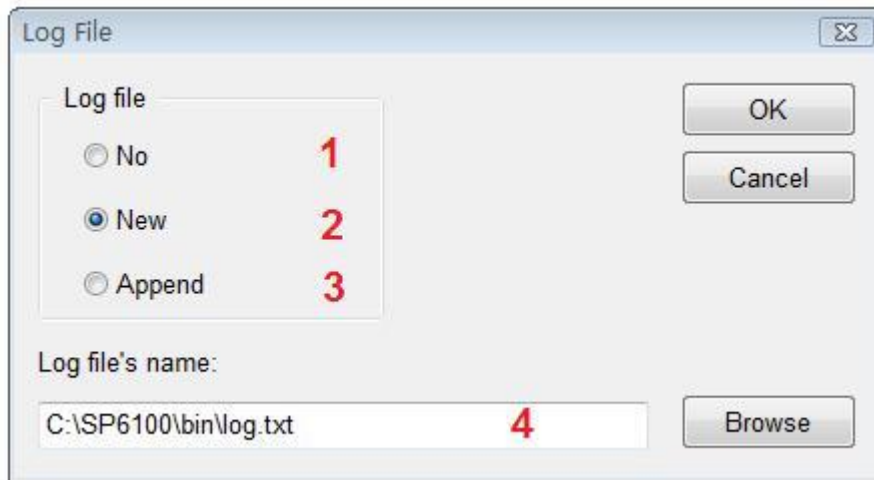 Log File
Log file
No 1
New 2
Append 3
OK
Cancel
Log file's name:
C:\SP6100\bin\log.txt 4
Browse